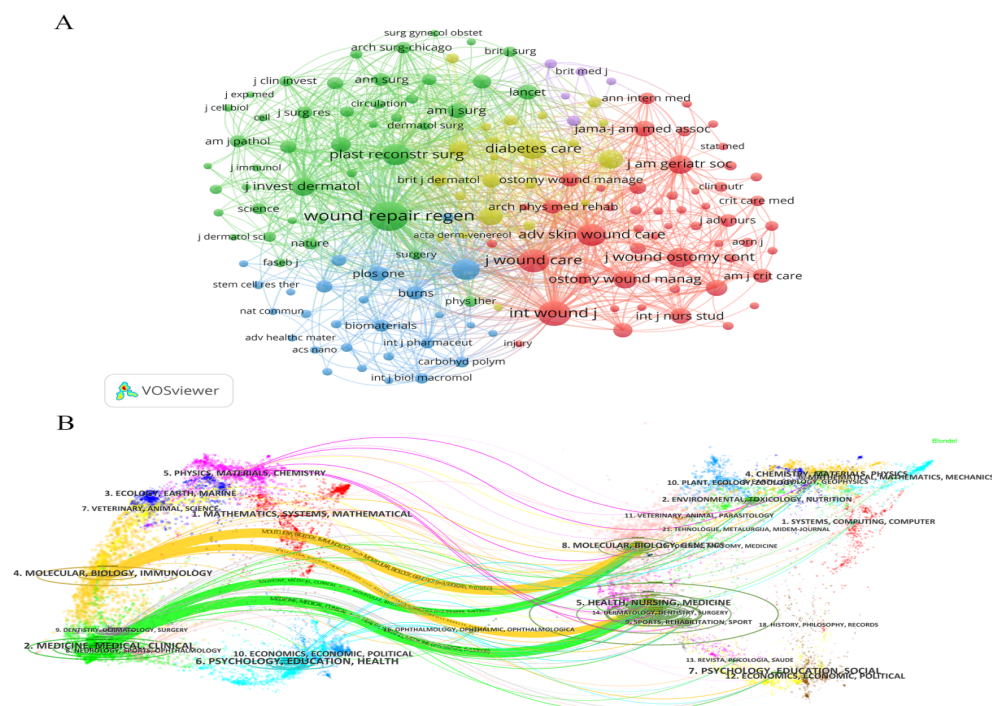 A
surg gynecol obstet
arch surg-chicago
brit j surg
brit med j
j clin invest
ann surg
lancet
ann intern med
j exp med
circulation
j cell biol
j surg res
am j surg
cell
dermatol surg
jama-j am med assoc
stat med
am j pathol
plast reconstr surg
diabetes care
j am geriatr soc
j immunol
brit j dermatol
ostomy wound manage
clin nutr
j invest dermatol
crit care med
science
wound repair regen
arch phys med rehab
j adv nurs
j dermatol sci
nature
acta derm-venereol
adv skin wound care
aorn j
surgery
faseb j
j wound care
j wound ostomy cont
plos one
am j crit care
stem cell res ther
burns
ostomy wound manag
phys ther
nat commun
int wound j
int j nurs stud
biomaterials
adv healthc mater
int j pharmaceut
injury
acs nano
carbohyd polym
int j biol macromol
VOSviewer
B
Blondel
5. PHYSICS, MATERIALS, CHEMISTRY
4. CHEMISTRY, MATERIALS, PHYSICS
3. ECOLOGY, EARTH, MARINE
7. VETERINARY, ANIMAL, SCIENCE
2. ENVIRONMENTAL, TOXICOLOGY, NUTRITION
1. MATHEMATICS, SYSTEMS, MATHEMATICAL
11. VETERINARY, ANIMAL, PARASITOLOGY
1. SYSTEMS, COMPUTING, COMPUTER
8. MOLECULAR, BIOLOGY, GENETICS
4. MOLECULAR, BIOLOGY, IMMUNOLOGY
5. HEALTH, NURSING, MEDICINE
14. DERMATOLOGY, DENTISTRY, SURGERY
9. SPORTS, REHABILITATION, SPORT
18. HISTORY, PHILOSOPHY, RECORDS
9. DENTISTRY, DERMATOLOGY, SURGERY
16. OPHTHALMOLOGY, OPHTHALMIC, OPHTHALMOLOGICA
2. MEDICINE, MEDICAL, CLINICAL
8. NEUROLOGY, SPORTS, OPHTHALMOLOGY
10. ECONOMICS, ECONOMIC, POLITICAL
6. PSYCHOLOGY, EDUCATION, HEALTH
13. REVISTA, PSICOLOGIA, SAUDE
7. PSYCHOLOGY, EDUCATION, SOCIAL
12. ECONOMICS, ECONOMIC, POLITICAL